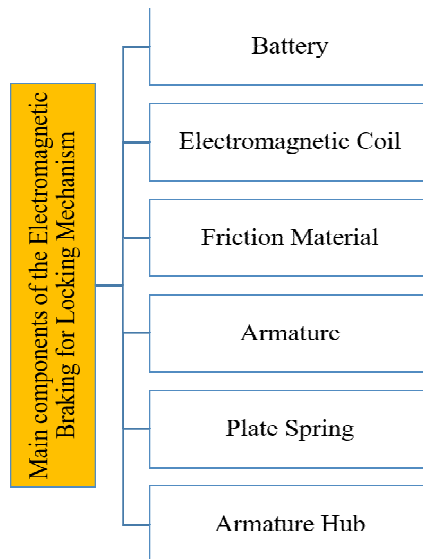 Main components of the Electromagnetic
Braking for Locking Mechanism
Battery
Electromagnetic Coil
Friction Material
Armature
Plate Spring
Armature Hub